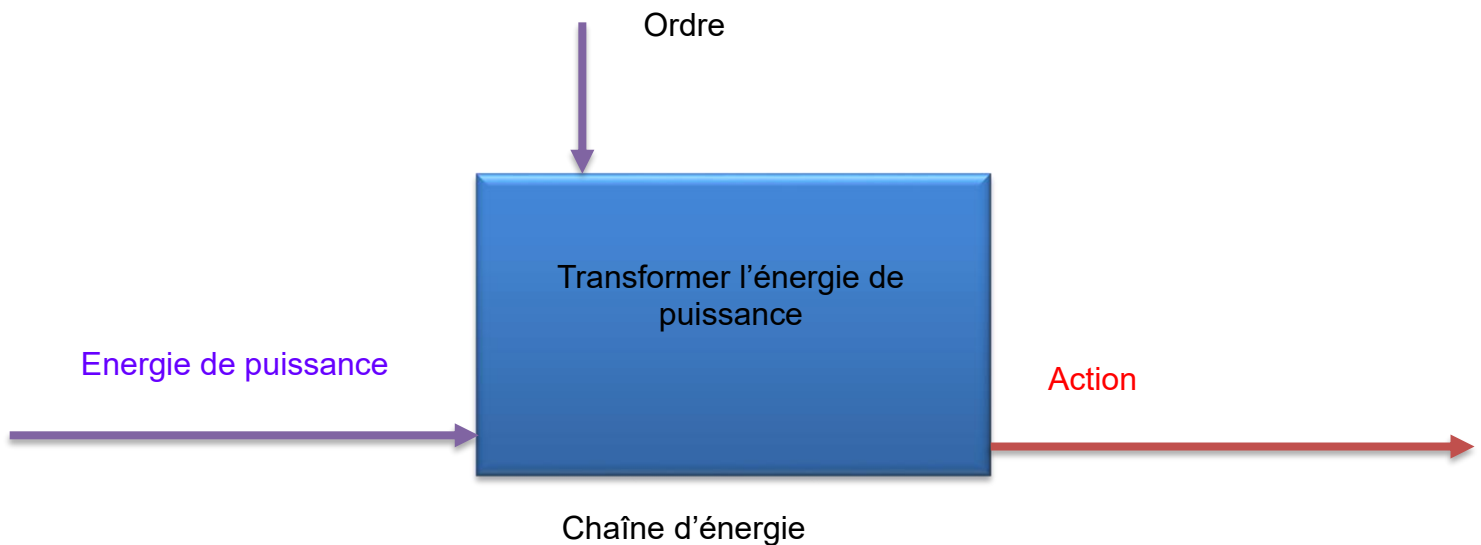 Ordre
Transformer l’énergie de
puissance
Energie de puissance
Action
Chaîne d’énergie